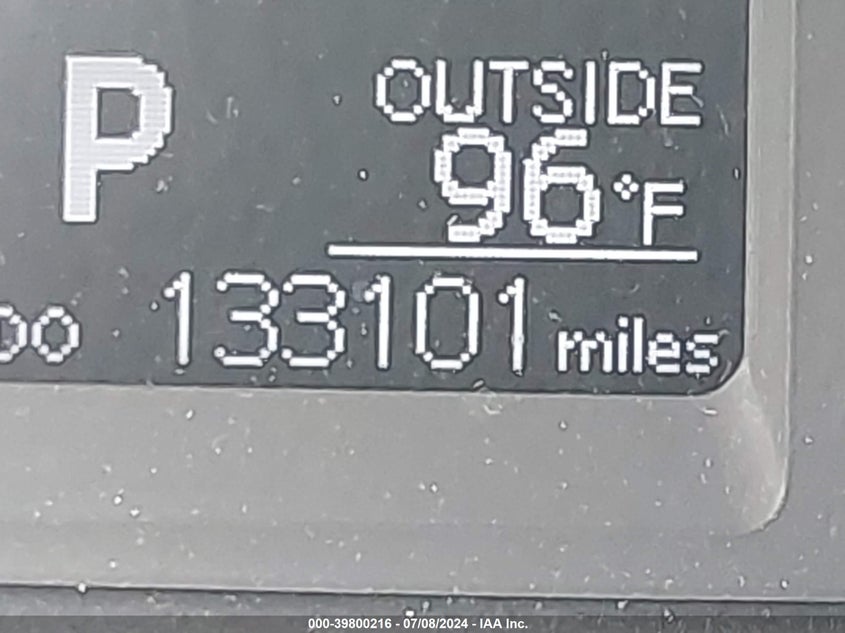 P
OUTSIDE
96°F
133101 miles
000-39800216 - 07/08/2024 - IAA Inc.